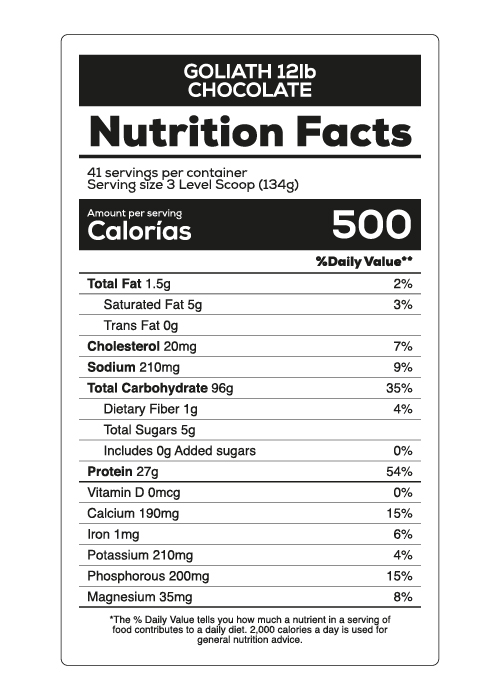 GOLIATH 12lb
CHOCOLATE
Nutrition Facts
41 servings per container
Serving size 3 Level Scoop (134g)
Amount per serving
Calorías 500
%Daily Value**
Total Fat 1.5g 2%
Saturated Fat 5g 3%
Trans Fat 0g
Cholesterol 20mg 7%
Sodium 210mg 9%
Total Carbohydrate 96g 35%
Dietary Fiber 1g 4%
Total Sugars 5g
Includes 0g Added sugars 0%
Protein 27g 54%
Vitamin D 0mcg 0%
Calcium 190mg 15%
Iron 1mg 6%
Potassium 210mg 4%
Phosphorous 200mg 15%
Magnesium 35mg 8%
*The % Daily Value tells you how much a nutrient in a serving of
food contributes to a daily diet. 2,000 calories a day is used for
general nutrition advice.